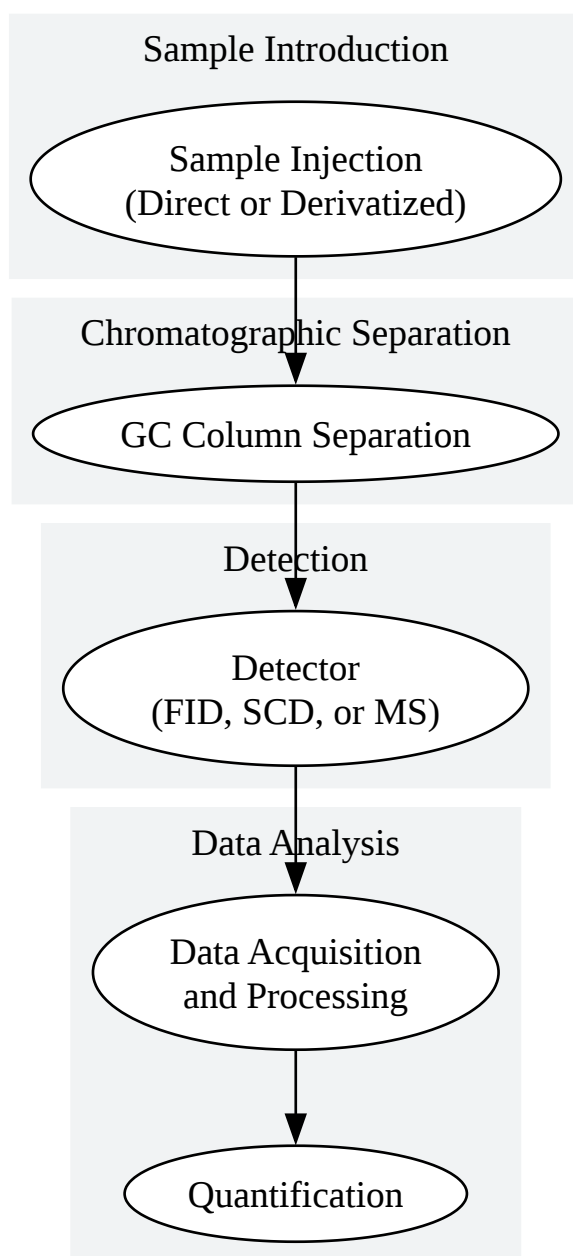 Sample Introduction
Sample Injection
(Direct or Derivatized)
Chromatographic Separation
GC Column Separation
Detection
Detector
(FID, SCD, or MS)
Data Analysis
Data Acquisition
and Processing
Quantification